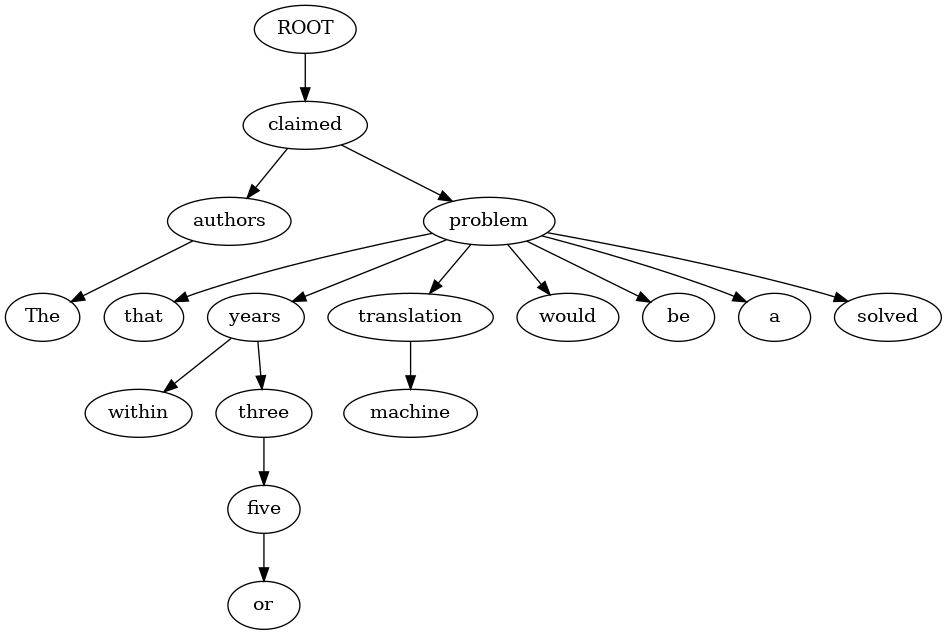 ROOT
claimed
authors problem
The that years translation would be a solved
within three machine
five
or